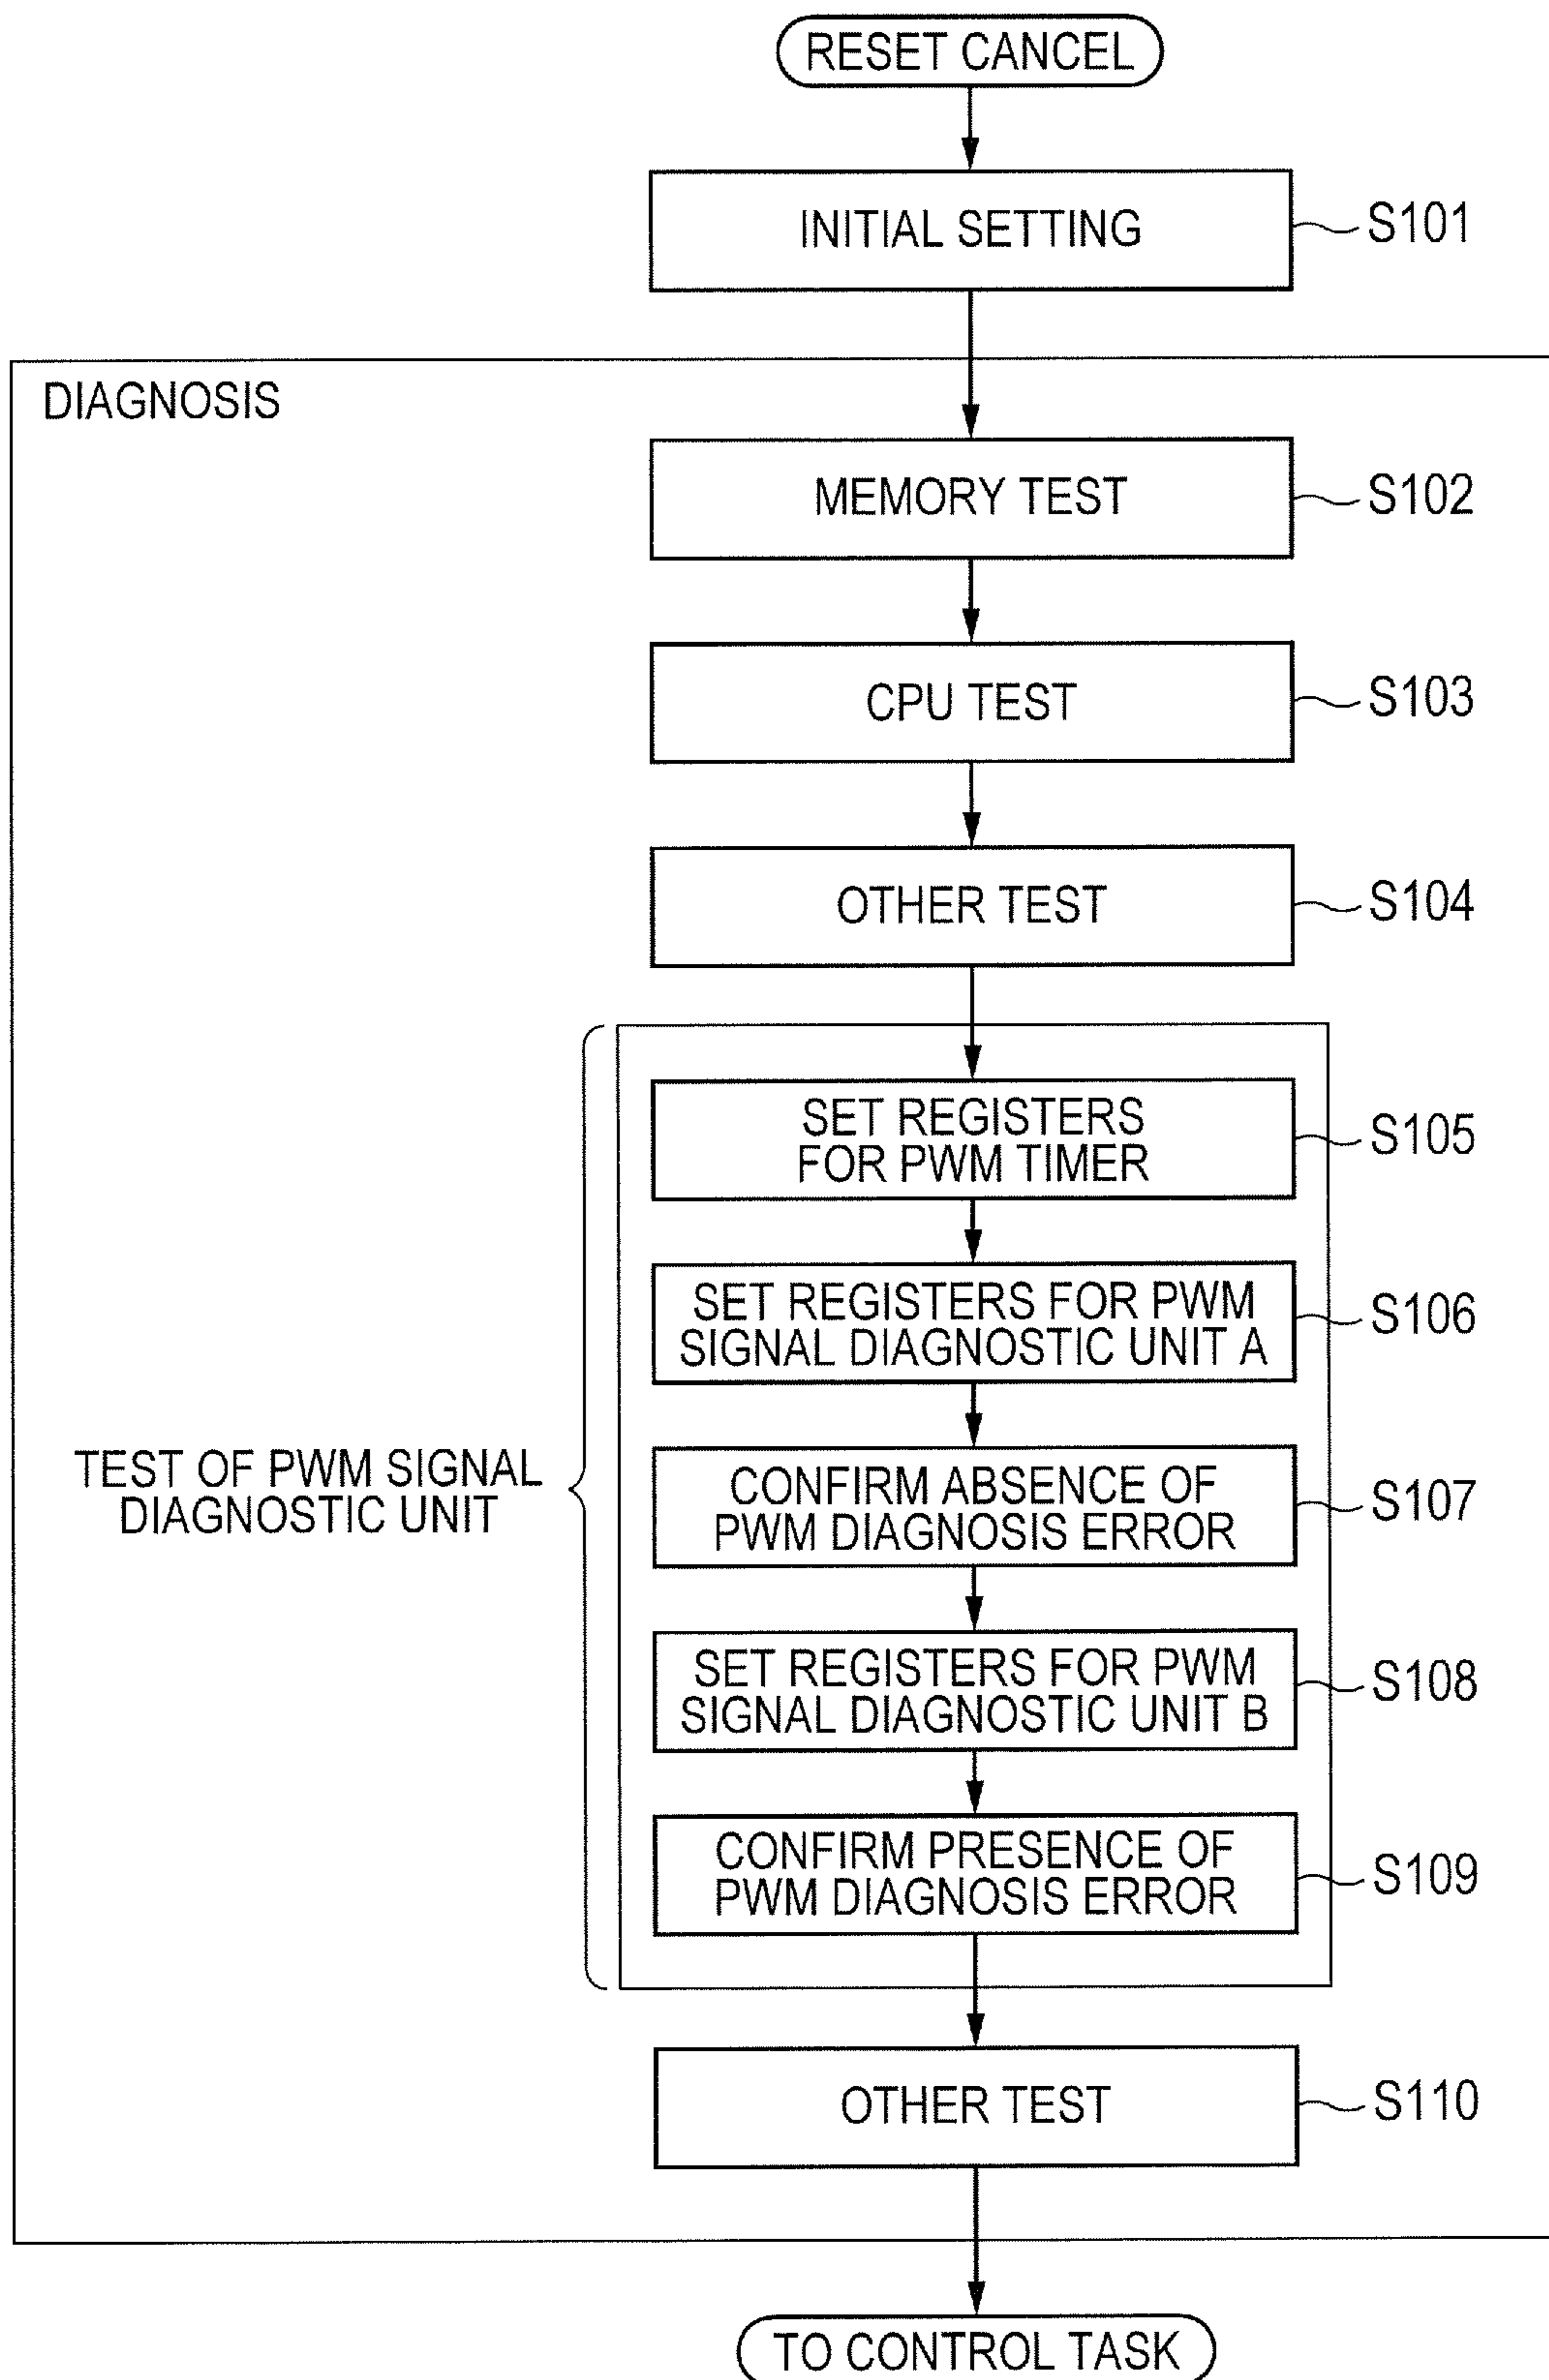 RESET CANCEL
INITIAL SETTING
S101
DIAGNOSIS
MEMORY TEST
S102
CPU TEST
S103
OTHER TEST
S104
SET REGISTERS
FOR PWM TIMER
S105
SET REGISTERS FOR PWM
SIGNAL DIAGNOSTIC UNIT A
S106
TEST OF PWM SIGNAL
DIAGNOSTIC UNIT
CONFIRM ABSENCE OF
PWM DIAGNOSIS ERROR
S107
SET REGISTERS FOR PWM
SIGNAL DIAGNOSTIC UNIT B
S108
CONFIRM PRESENCE OF
PWM DIAGNOSIS ERROR
S109
OTHER TEST
S110
TO CONTROL TASK